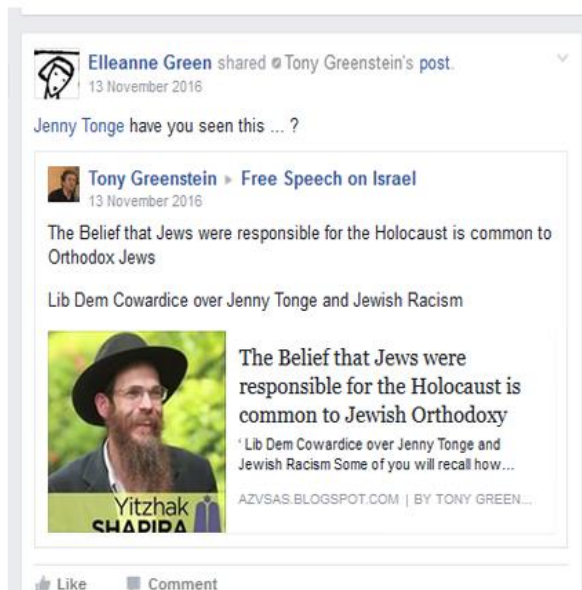 Elleanne Green shared Tony Greenstein's post.
13 November 2016
Jenny Tonge have you seen this ... ?
Tony Greenstein ▸ Free Speech on Israel
13 November 2016
The Belief that Jews were responsible for the Holocaust is common to
Orthodox Jews
Lib Dem Cowardice over Jenny Tonge and Jewish Racism
The Belief that Jews were
responsible for the Holocaust is
common to Jewish Orthodoxy
' Lib Dem Cowardice over Jenny Tonge and
Jewish Racism Some of you will recall how...
AZVSAS.BLOGSPOT.COM | BY TONY GREEN...
Yitzhak
SHAPIRA
Like Comment